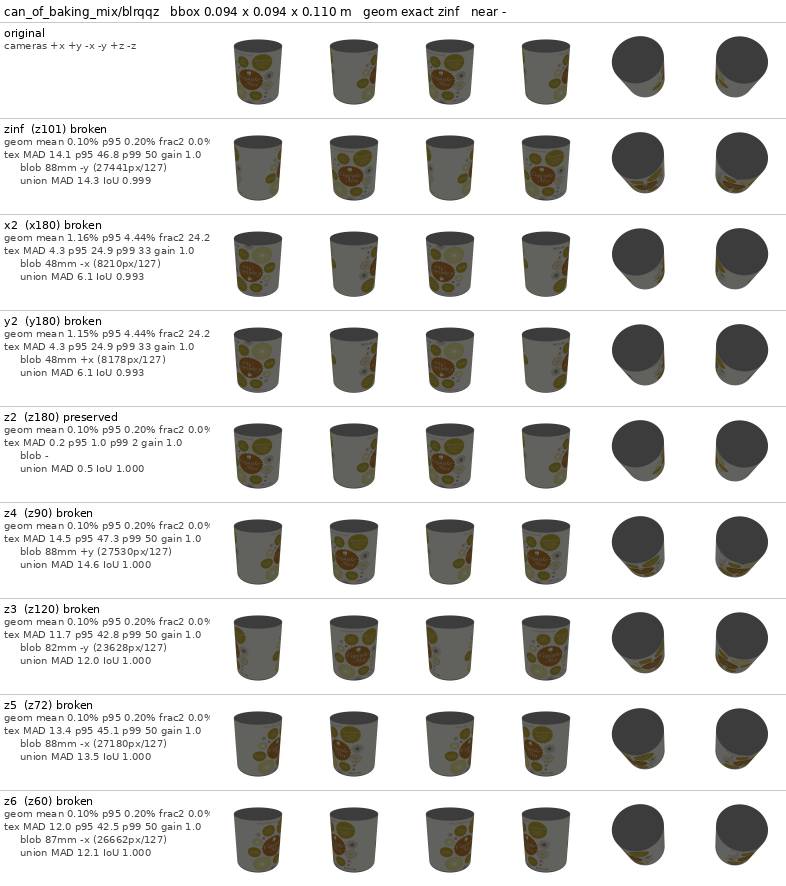 can_of_baking_mix/blrqqz bbox 0.094 x 0.094 x 0.110 m geom exact zinf near -
original
cameras +x +y -x -y +z -z
zinf (z101) broken
geom mean 0.10% p95 0.20% frac2 0.0%
tex MAD 14.1 p95 46.8 p99 50 gain 1.0
blob 88mm -y (27441px/127)
union MAD 14.3 IoU 0.999
x2 (x180) broken
geom mean 1.16% p95 4.44% frac2 24.2
tex MAD 4.3 p95 24.9 p99 33 gain 1.0
blob 48mm -x (8210px/127)
union MAD 6.1 IoU 0.993
y2 (y180) broken
geom mean 1.15% p95 4.44% frac2 24.2
tex MAD 4.3 p95 24.9 p99 33 gain 1.0
blob 48mm +x (8178px/127)
union MAD 6.1 IoU 0.993
z2 (z180) preserved
geom mean 0.10% p95 0.20% frac2 0.0%
tex MAD 0.2 p95 1.0 p99 2 gain 1.0
blob -
union MAD 0.5 IoU 1.000
z4 (z90) broken
geom mean 0.10% p95 0.20% frac2 0.0%
tex MAD 14.5 p95 47.3 p99 50 gain 1.0
blob 88mm +y (27530px/127)
union MAD 14.6 IoU 1.000
z3 (z120) broken
geom mean 0.10% p95 0.20% frac2 0.0%
tex MAD 11.7 p95 42.8 p99 50 gain 1.0
blob 82mm -y (23628px/127)
union MAD 12.0 IoU 1.000
z5 (z72) broken
geom mean 0.10% p95 0.20% frac2 0.0%
tex MAD 13.4 p95 45.1 p99 50 gain 1.0
blob 88mm -x (27180px/127)
union MAD 13.5 IoU 1.000
z6 (z60) broken
geom mean 0.10% p95 0.20% frac2 0.0%
tex MAD 12.0 p95 42.5 p99 50 gain 1.0
blob 87mm -x (26662px/127)
union MAD 12.1 IoU 1.000